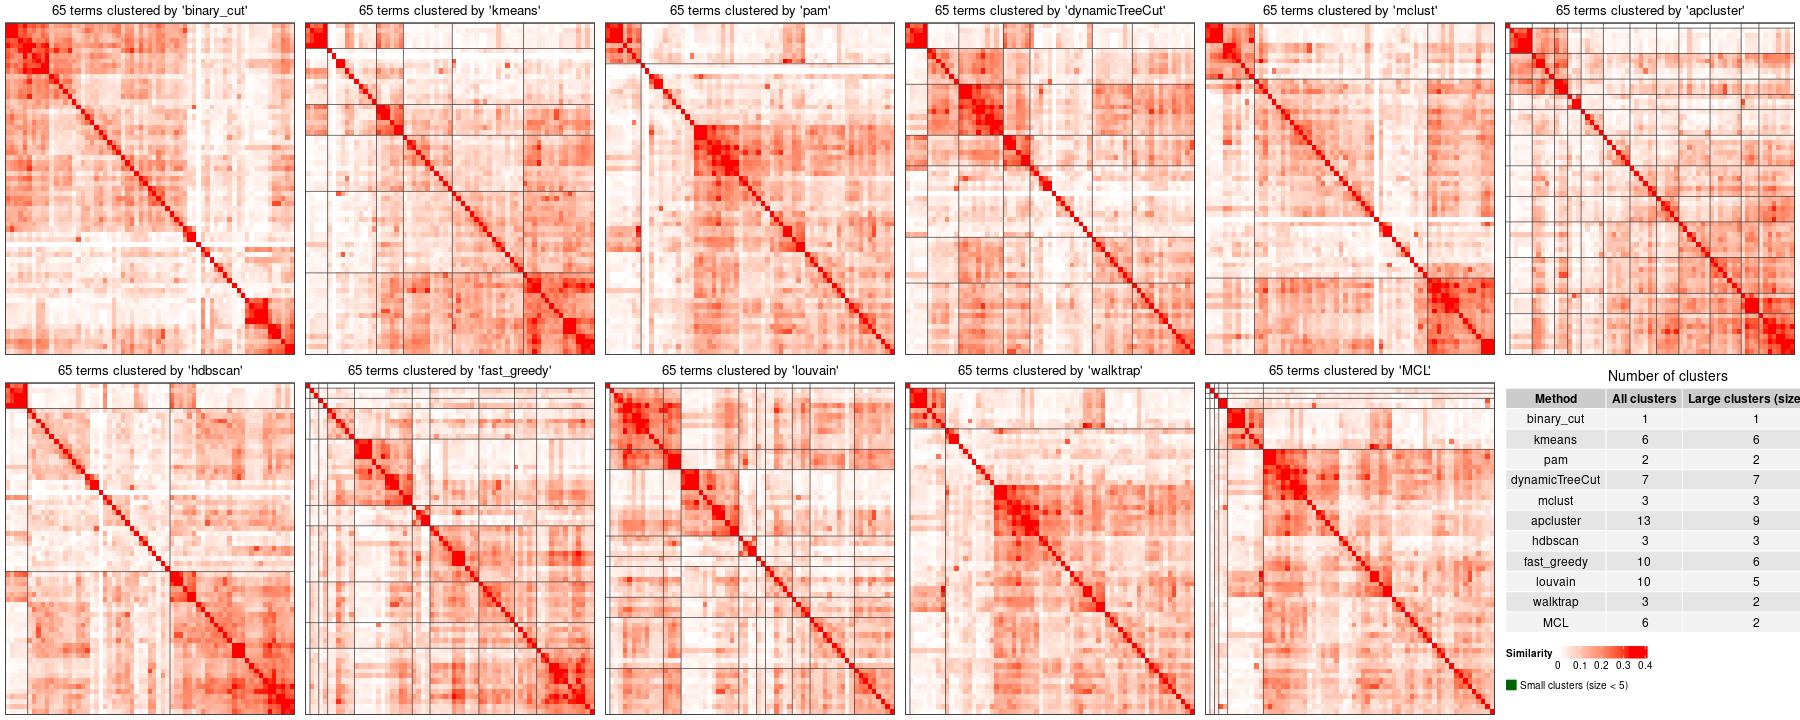 65 terms clustered by 'binary_cut'
65 terms clustered by 'kmeans'
65 terms clustered by 'pam'
65 terms clustered by 'dynamicTreeCut'
65 terms clustered by 'mclust'
65 terms clustered by 'apcluster'
65 terms clustered by 'hdbscan'
65 terms clustered by 'fast_greedy'
65 terms clustered by 'louvain'
65 terms clustered by 'walktrap'
65 terms clustered by 'MCL'
Number of clusters
Method All clusters Large clusters (size
binary_cut 1 1
kmeans 6 6
pam 2 2
dynamicTreeCut 7 7
mclust 3 3
apcluster 13 9
hdbscan 3 3
fast_greedy 10 6
louvain 10 5
walktrap 3 2
MCL 6 2
Similarity
0 0.1 0.2 0.3 0.4
Small clusters (size < 5)